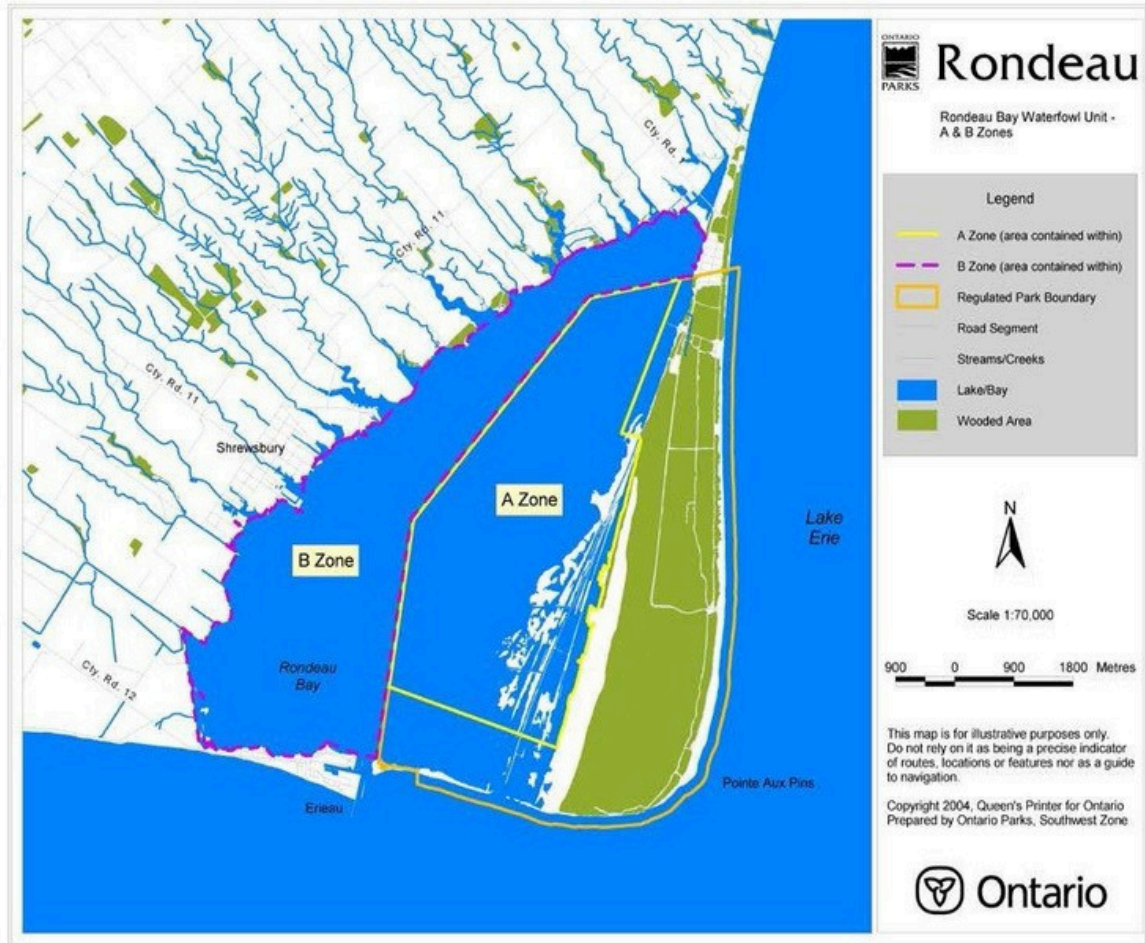 ONTARIO
PARKS
Rondeau
Rondeau Bay Waterfowl Unit -
A & B Zones
Legend
A Zone (area contained within)
B Zone (area contained within)
Regulated Park Boundary
Road Segment
Streams/Creeks
Lake/Bay
Wooded Area
N
Scale 1:70,000
900 0 900 1800 Metres
This map is for illustrative purposes only.
Do not rely on it as being a precise indicator
of routes, locations or features nor as a guide
to navigation.
Copyright 2004, Queen's Printer for Ontario
Prepared by Ontario Parks, Southwest Zone
Ontario
Cty. Rd. 1
Cty. Rd. 11
Cty. Rd. 11
Shrewsbury
A Zone
B Zone
Lake
Erie
Rondeau
Bay
Cty. Rd. 12
Erieau
Pointe Aux Pins